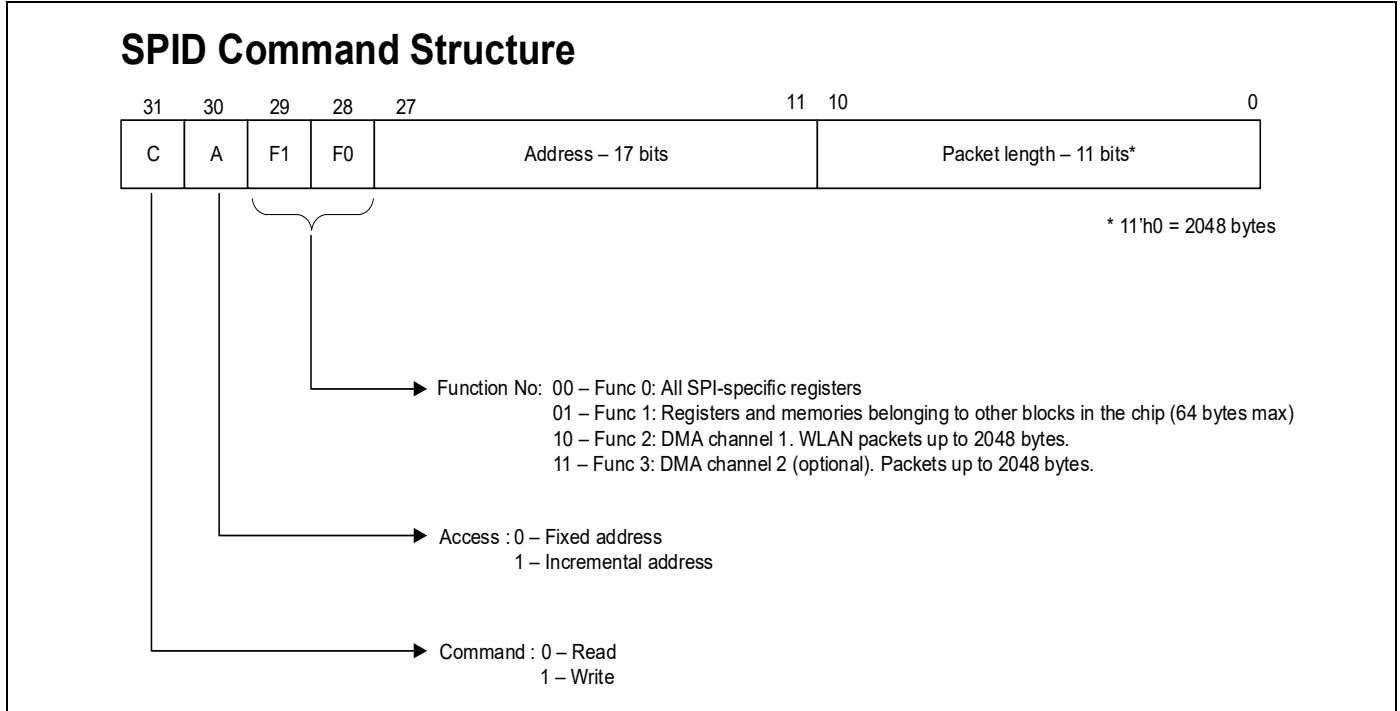 SPID Command Structure
31 30 29 28 27 11 10 0
C A F1 F0 Address – 17 bits Packet length – 11 bits*
* 11'h0 = 2048 bytes
Function No: 00 – Func 0: All SPI-specific registers
01 – Func 1: Registers and memories belonging to other blocks in the chip (64 bytes max)
10 – Func 2: DMA channel 1. WLAN packets up to 2048 bytes.
11 – Func 3: DMA channel 2 (optional). Packets up to 2048 bytes.
Access : 0 – Fixed address
1 – Incremental address
Command : 0 – Read
1 – Write